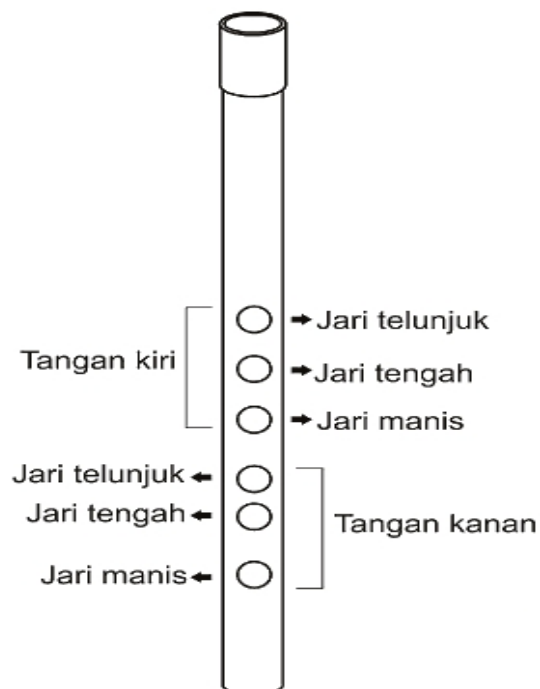 Jari telunjuk
Tangan kiri
Jari tengah
Jari manis
Jari telunjuk
Jari tengah
Tangan kanan
Jari manis